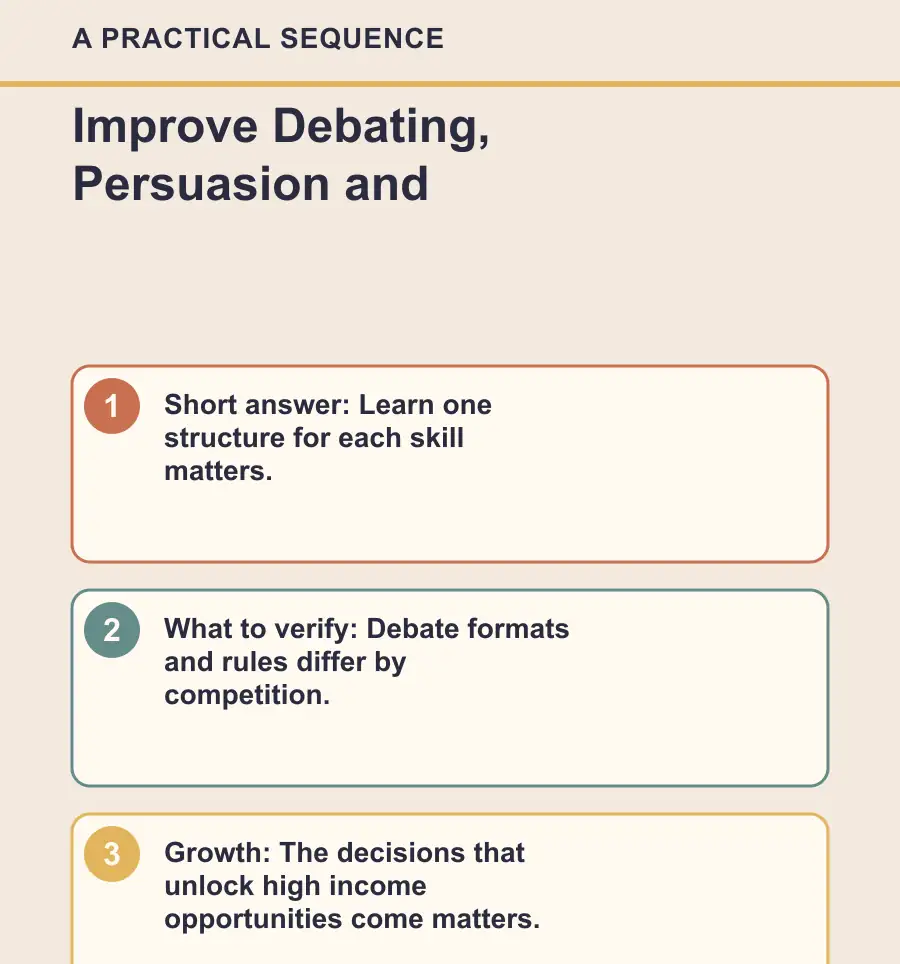 A PRACTICAL SEQUENCE
Improve Debating,
Persuasion and
1
Short answer: Learn one
structure for each skill
matters.
2
What to verify: Debate formats
and rules differ by
competition.
3
Growth: The decisions that
unlock high income
opportunities come matters.